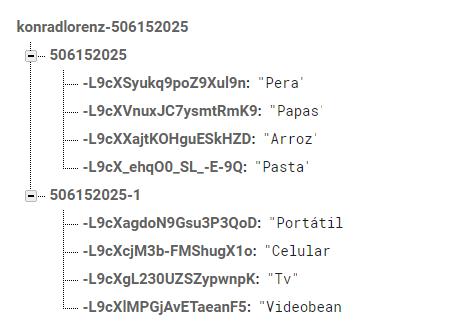 konradlorenz-506152025
506152025
-L9cXSyukq9poZ9Xul9n: "Pera'
-L9cXVnuxJC7ysmtRmK9: "Papas'
-L9cXXajtKOHguESkHZD: "Arroz'
-L9cX_ehqO0_SL_-E-9Q: "Pasta'
506152025-1
-L9cXagdoN9Gsu3P3QoD: "Portátil
-L9cXcjM3b-FMShugX1o: "Celular
-L9cXgL230UZSZypwnpK: "Tv"
-L9cXlMPGjAvETaeanF5: "Videobean